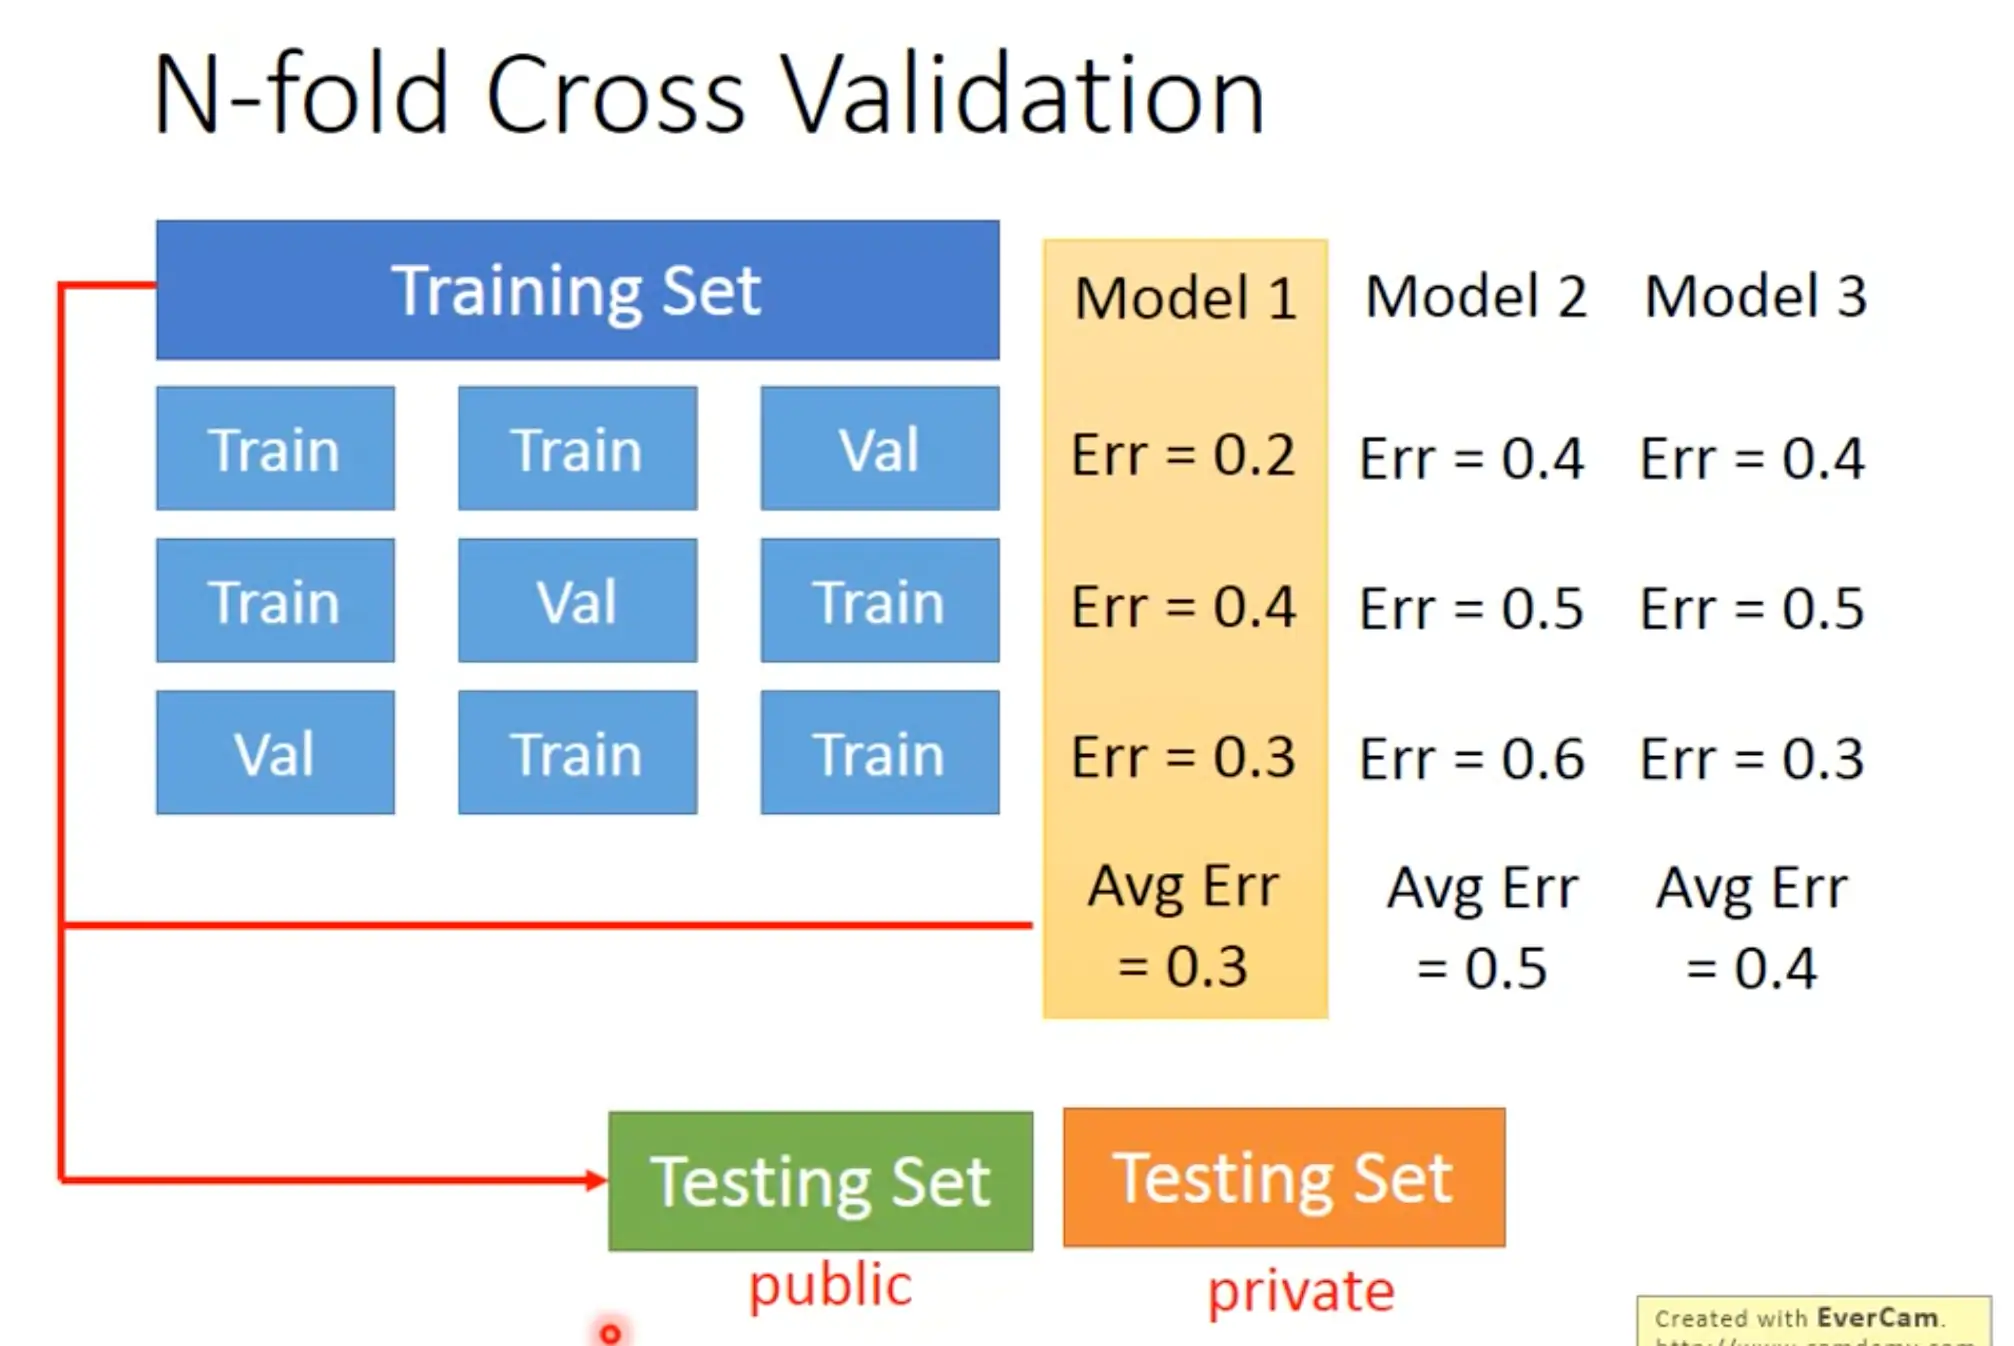 N-fold Cross Validation
Training Set
Model 1 Model 2 Model 3
Train Train Val Err = 0.2 Err = 0.4 Err = 0.4
Train Val Train Err = 0.4 Err = 0.5 Err = 0.5
Val Train Train Err = 0.3 Err = 0.6 Err = 0.3
Avg Err Avg Err Avg Err
= 0.3 = 0.5 = 0.4
Testing Set Testing Set
public private
Created with EverCam.